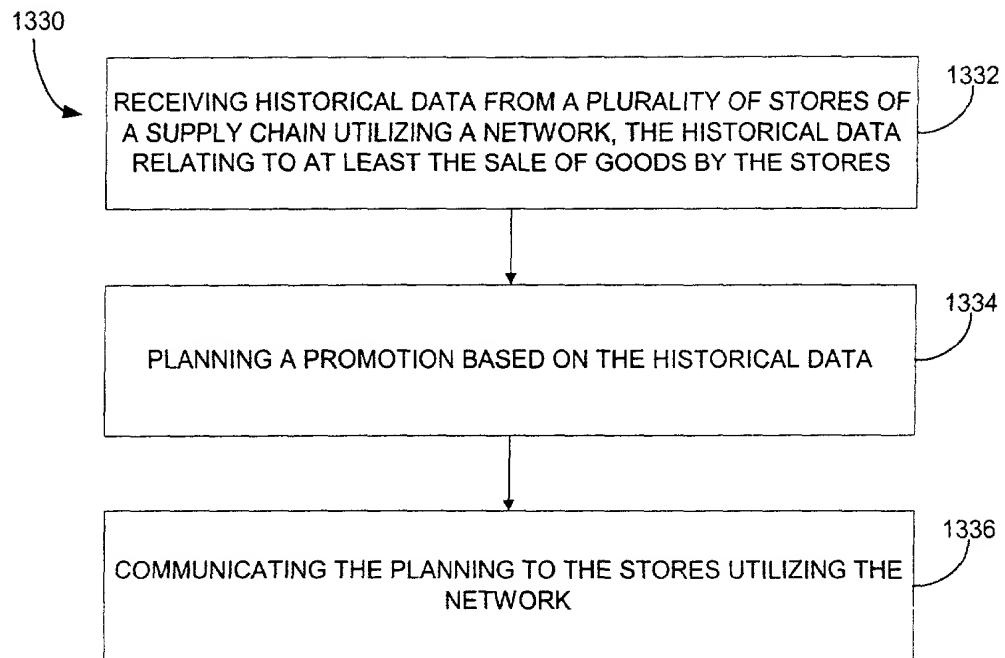 1330
1332
RECEIVING HISTORICAL DATA FROM A PLURALITY OF STORES OF
A SUPPLY CHAIN UTILIZING A NETWORK, THE HISTORICAL DATA
RELATING TO AT LEAST THE SALE OF GOODS BY THE STORES
1334
PLANNING A PROMOTION BASED ON THE HISTORICAL DATA
1336
COMMUNICATING THE PLANNING TO THE STORES UTILIZING THE
NETWORK